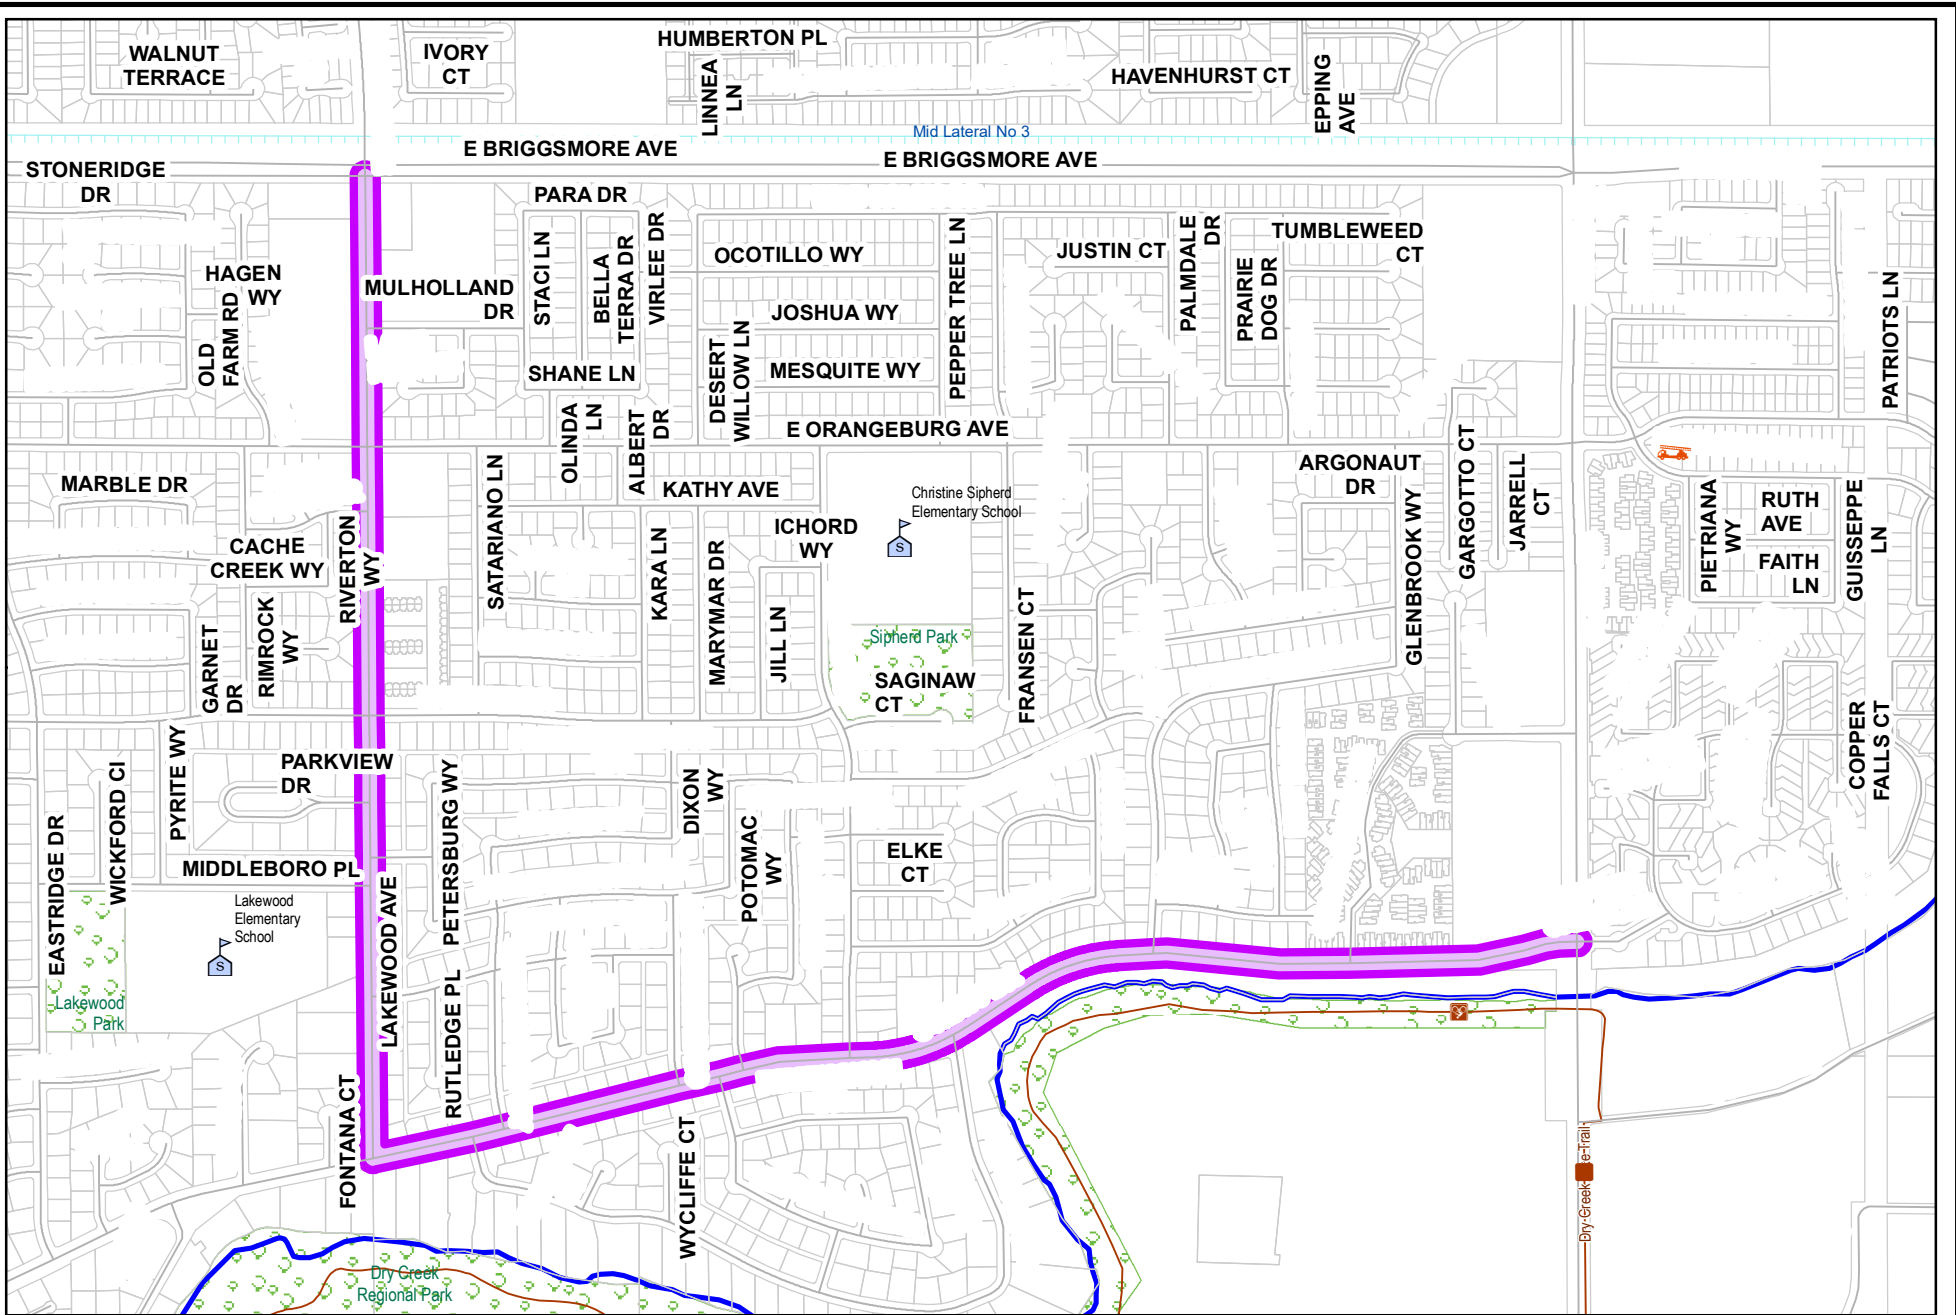 WALNUT
TERRACE
IVORY
CT
HUMBERTON PL
LINNEA
LN
HAVENHURST CT
EPPING
AVE
Mid Lateral No 3
E BRIGGSMORE AVE
E BRIGGSMORE AVE
STONERIDGE
DR
PARA DR
STACI LN
BELLA
TERRA DR
VIRLEE DR
OCOTILLO WY
PEPPER TREE LN
JUSTIN CT
PALMDALE
DR
TUMBLEWEED
CT
PRAIRIE
DOG DR
HAGEN
WY
OLD
FARM RD
MULHOLLAND
DR
JOSHUA WY
DESERT
WILLOW LN
MESQUITE WY
SHANE LN
PATRIOTS LN
OLINDA
LN
ALBERT
DR
E ORANGEBURG AVE
MARBLE DR
SATARIANO LN
KATHY AVE
Christine Sipherd
Elementary School
S
ICHORD
WY
ARGONAUT
DR
GLENBROOK WY
GARGOTTO CT
JARRELL
CT
PIETRIANA
WY
RUTH
AVE
FAITH
LN
GUISSEPPE
LN
CACHE
CREEK WY
RIVERTON
WY
RIMROCK
WY
GARNET
DR
KARA LN
MARYMAR DR
JILL LN
Sipherd Park
SAGINAW
CT
FRANSEN CT
COPPER
FALLS CT
PYRITE WY
WICKFORD CI
EASTRIDGE DR
PARKVIEW
DR
PETERSBURG WY
DIXON
WY
POTOMAC
WY
ELKE
CT
MIDDLEBORO PL
Lakewood
Elementary
School
S
LAKEWOOD AVE
RUTLEDGE PL
Lakewood
Park
FONTANA CT
WYCLIFFE CT
Dry Creek
Regional Park